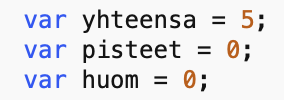 var yhteensa = 5;
var pisteet = 0;
var huom = 0;